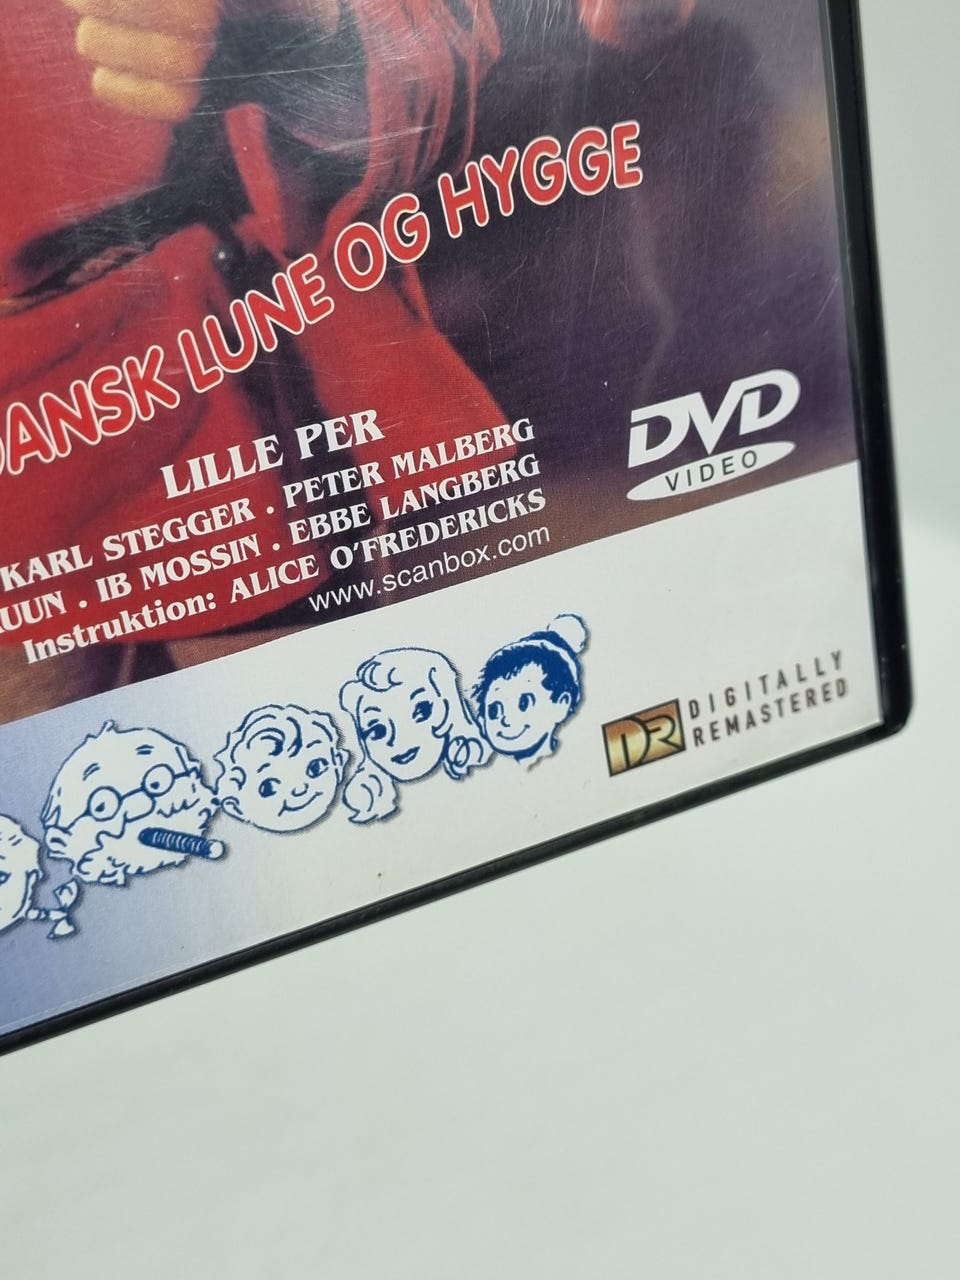 DANSK LUNE OG HYGGE
LILLE PER
KARL STEGGER . PETER MALBERG
. IB MOSSIN . EBBE LANGBERG
Instruktion: ALICE O'FREDERICKS
www.scanbox.com
DVD
VIDEO
DR
DIGITALLY
REMASTERED